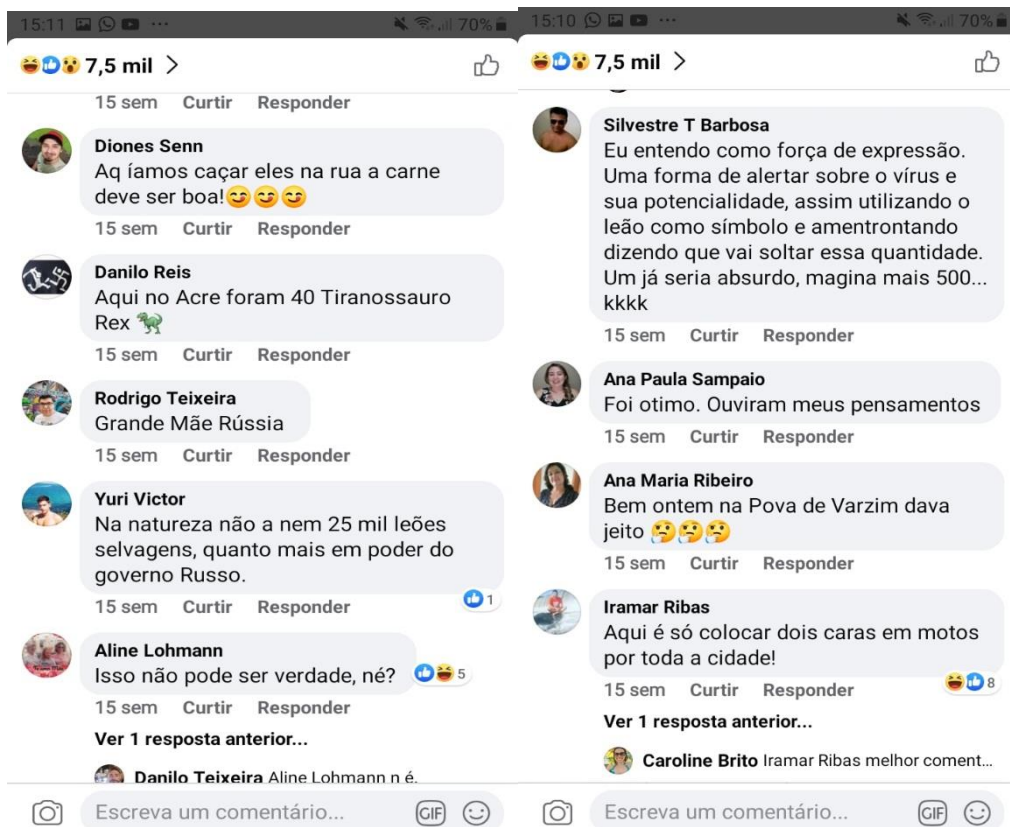 15:11 70%
7,5 mil
15 sem Curtir Responder
Diones Senn
Aq íamos caçar eles na rua a carne
deve ser boa!😋😋😋
15 sem Curtir Responder
Danilo Reis
Aqui no Acre foram 40 Tiranossauro
Rex 🦖
15 sem Curtir Responder
Rodrigo Teixeira
Grande Mãe Rússia
15 sem Curtir Responder
Yuri Victor
Na natureza não a nem 25 mil leões
selvagens, quanto mais em poder do
governo Russo.
15 sem Curtir Responder 1
Aline Lohmann
Isso não pode ser verdade, né? 5
15 sem Curtir Responder
Ver 1 resposta anterior...
Danilo Teixeira Aline Lohmann n é.
Escreva um comentário... GIF
15:10 70%
7,5 mil
Silvestre T Barbosa
Eu entendo como força de expressão.
Uma forma de alertar sobre o vírus e
sua potencialidade, assim utilizando o
leão como símbolo e amentrontando
dizendo que vai soltar essa quantidade.
Um já seria absurdo, magina mais 500...
kkkk
15 sem Curtir Responder
Ana Paula Sampaio
Foi otimo. Ouviram meus pensamentos
15 sem Curtir Responder
Ana Maria Ribeiro
Bem ontem na Pova de Varzim dava
jeito 🤔🤔🤔
15 sem Curtir Responder
Iramar Ribas
Aqui é só colocar dois caras em motos
por toda a cidade!
15 sem Curtir Responder 8
Ver 1 resposta anterior...
Caroline Brito Iramar Ribas melhor coment...
Escreva um comentário... GIF